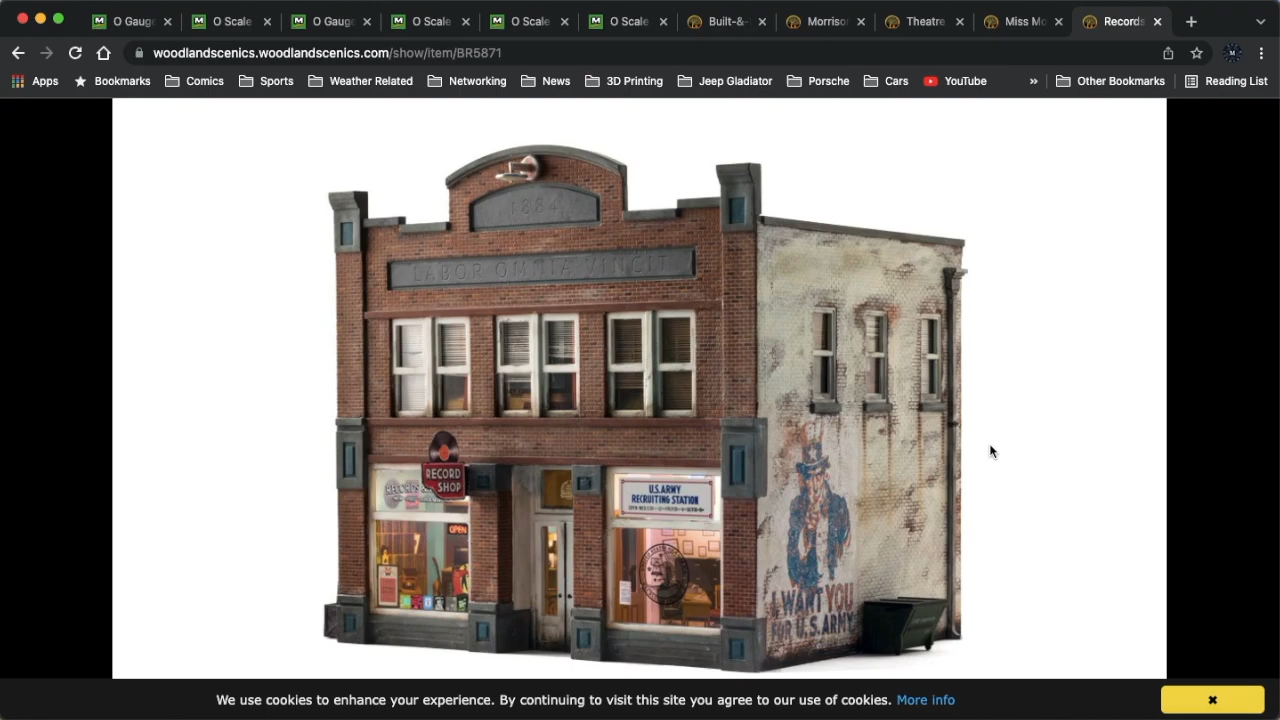 O Gauge
O Scale
O Gauge
O Scale
O Scale
O Scale
Built-&-
Morrison
Theatre
Miss Mo
Records
woodlandscenics.woodlandscenics.com/show/item/BR5871
Apps
Bookmarks
Comics
Sports
Weather Related
Networking
News
3D Printing
Jeep Gladiator
Porsche
Cars
YouTube
»
Other Bookmarks
Reading List
1884
LABOR OMNIA VINCIT
RECORD
SHOP
U.S. ARMY
RECRUITING STATION
OPEN
I WANT YOU
FOR U.S. ARMY
We use cookies to enhance your experience. By continuing to visit this site you agree to our use of cookies. More info